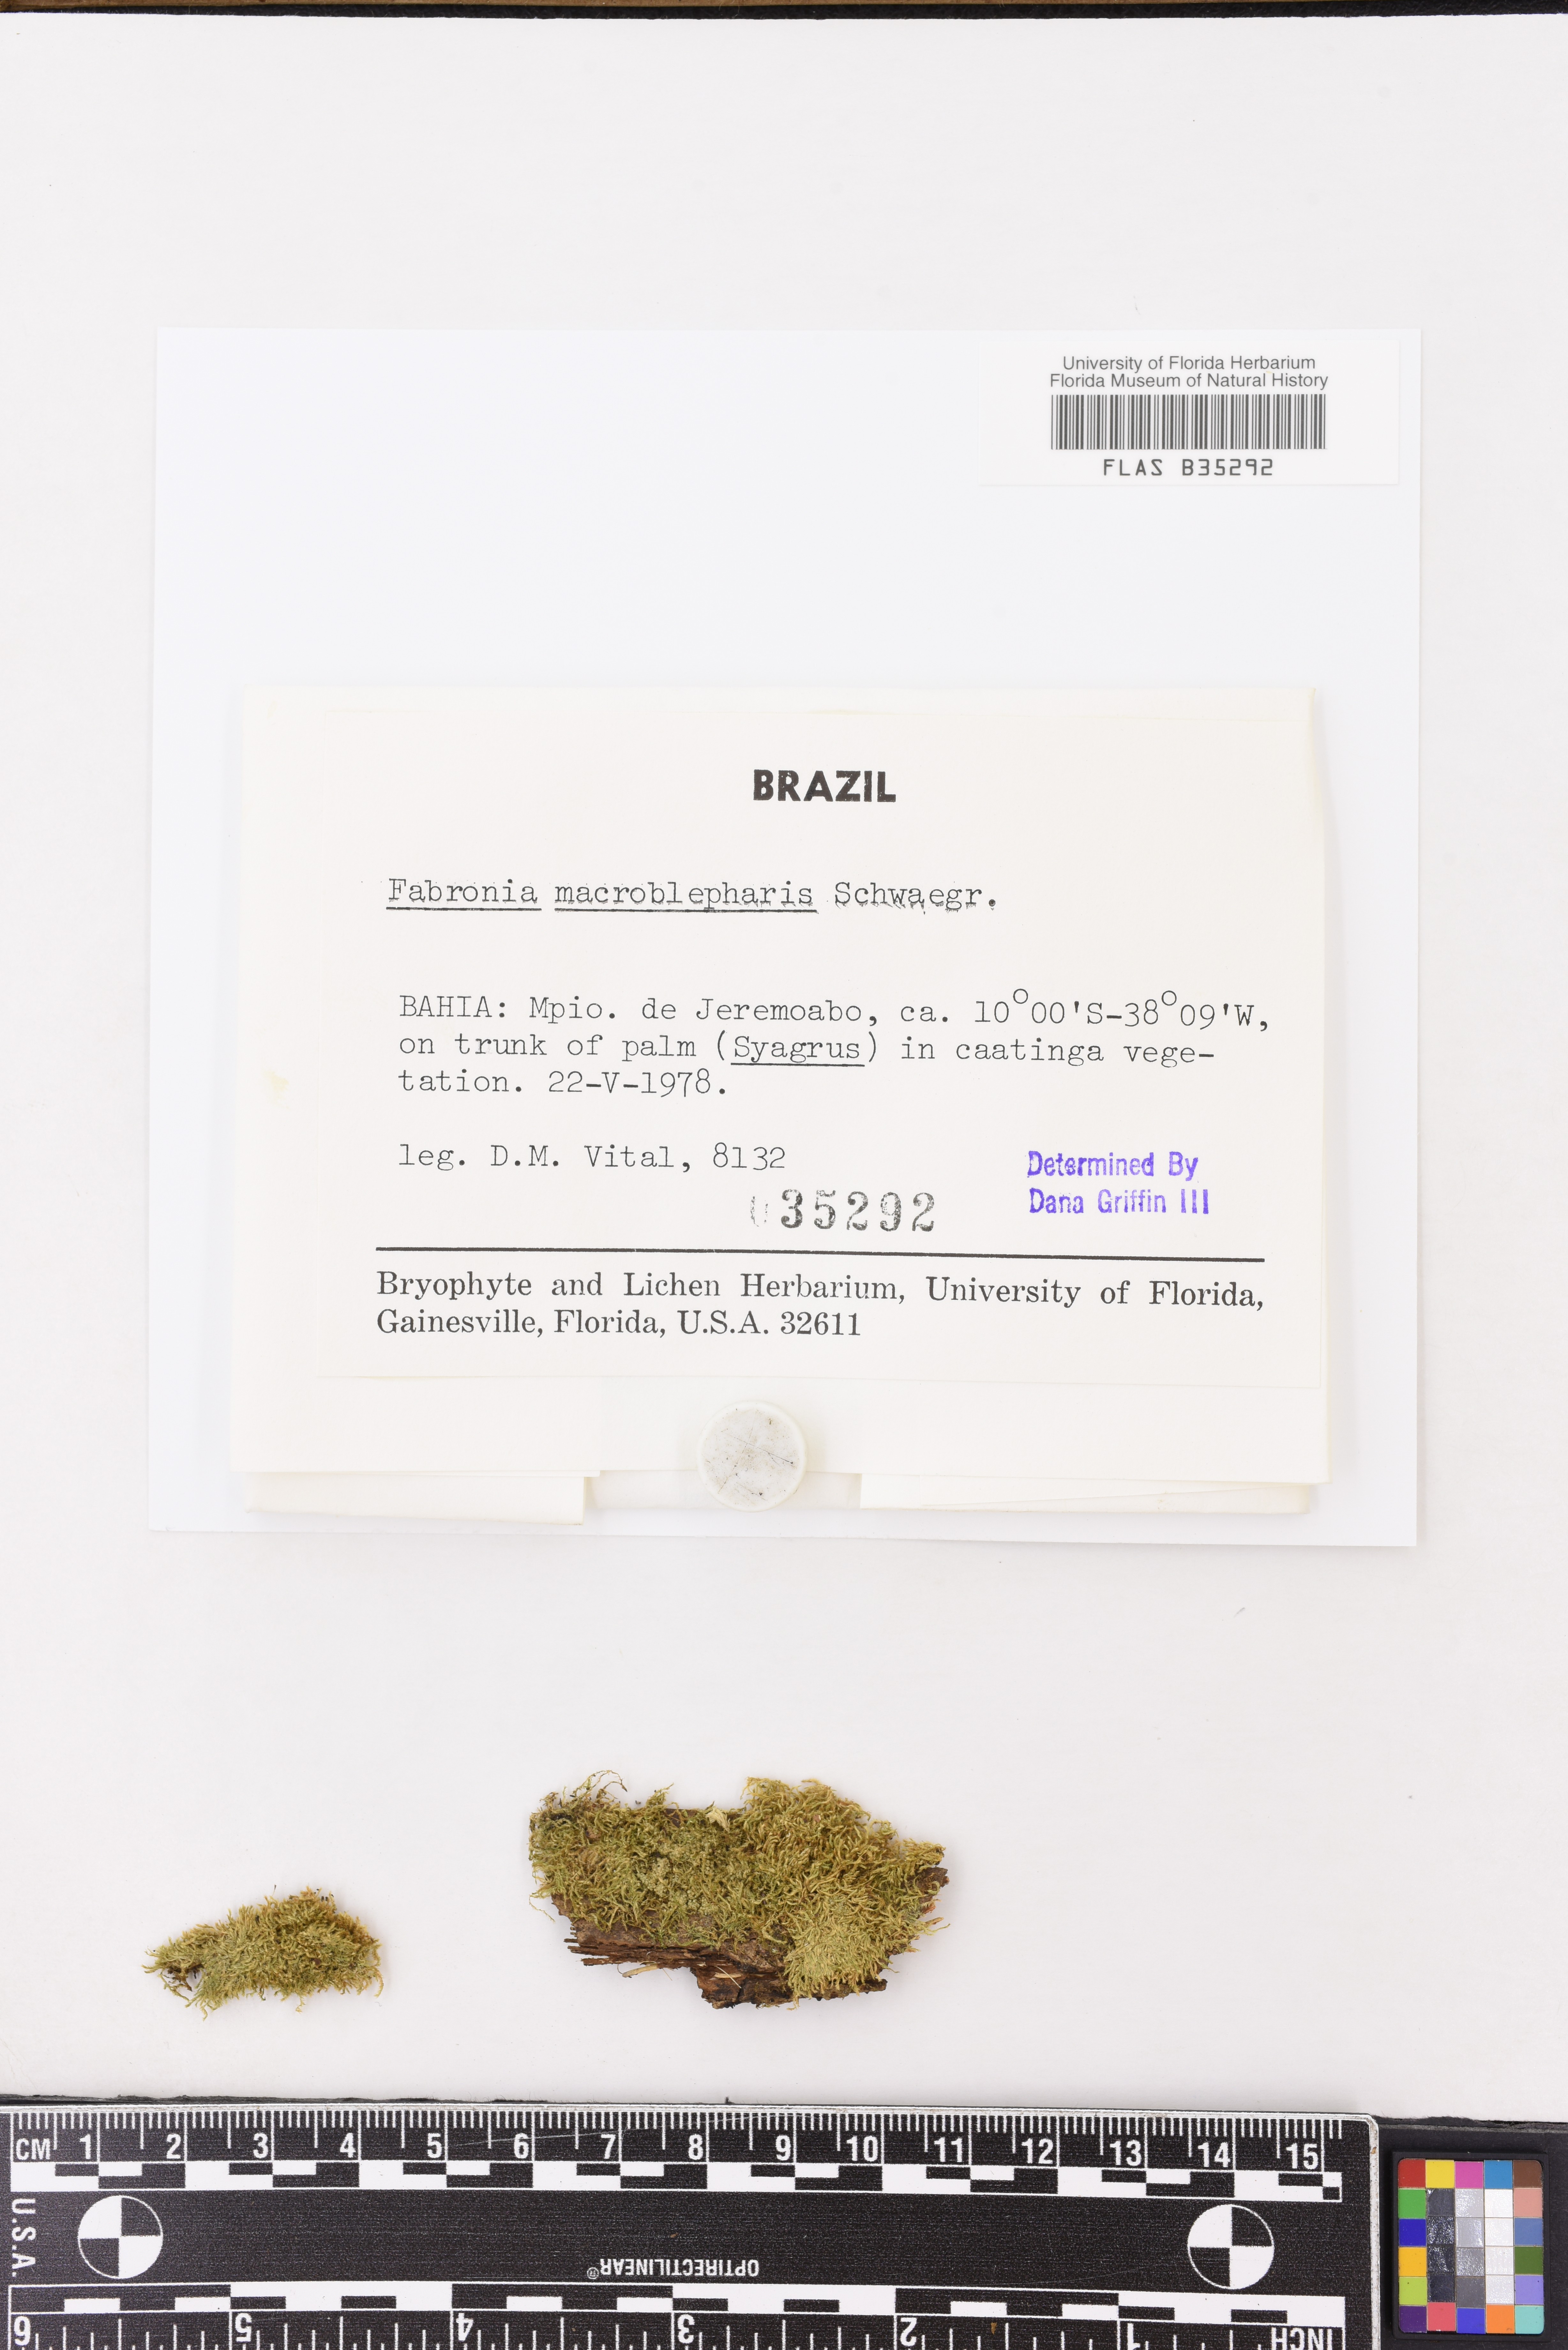 University of Florida Herbarium
Florida Museum of Natural History
FLAS B35292
BRAZIL
Fabronia macroblepharis Schwaegr.
BAHIA: Mpio. de Jeremoabo, ca. 10°00'S-38°09'W,
on trunk of palm (Syagrus) in caatinga vege-
tation. 22-V-1978.
leg. D.M. Vital, 8132
Determined By
Dana Griffin III
035292
Bryophyte and Lichen Herbarium, University of Florida,
Gainesville, Florida, U.S.A. 32611
CM 1 2 3 4 5 6 7 8 9 10 11 12 13 14 15
U.S.A.
OPTIRECTILINEAR®
6 5 4 3 2 1 INCH